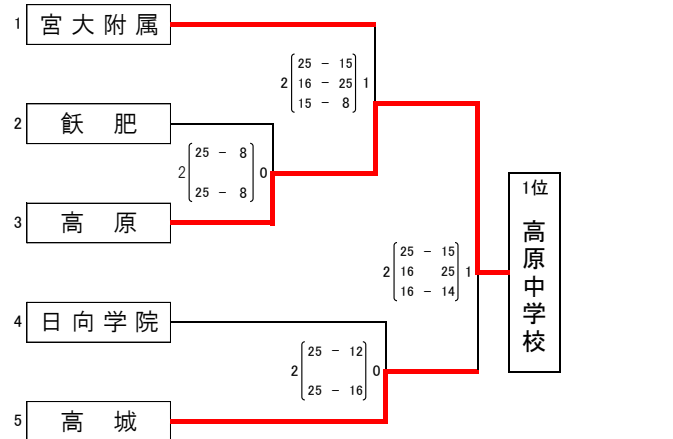 1 宮大附属
2 25 - 15 1
16 - 25
15 - 8
2 飫肥
2 25 - 8 0
25 - 8
3 高原
1位
高原中学校
2 25 - 15 1
16 25
16 - 14
4 日向学院
2 25 - 12 0
25 - 16
5 高城